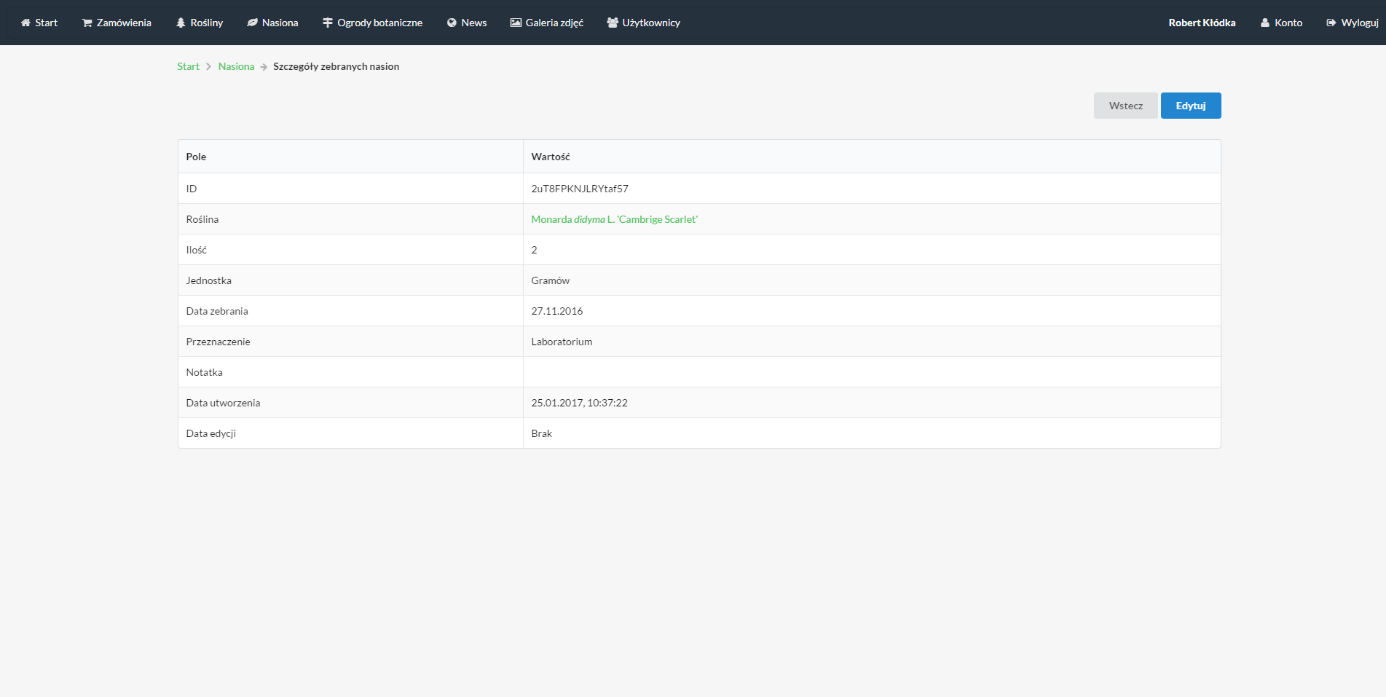 Start Zamówienia Rośliny Nasiona Ogrody botaniczne News Galeria zdjęć Użytkownicy Robert Kłódka Konto Wyloguj
Start Nasiona Szczegóły zebranych nasion
Wstecz Edytuj
Pole Wartość
ID 2uT8FPKNJLRYtaf57
Roślina Monarda didyma L. 'Cambrige Scarlet'
Ilość 2
Jednostka Gramów
Data zebrania 27.11.2016
Przeznaczenie Laboratorium
Notatka
Data utworzenia 25.01.2017, 10:37:22
Data edycji Brak